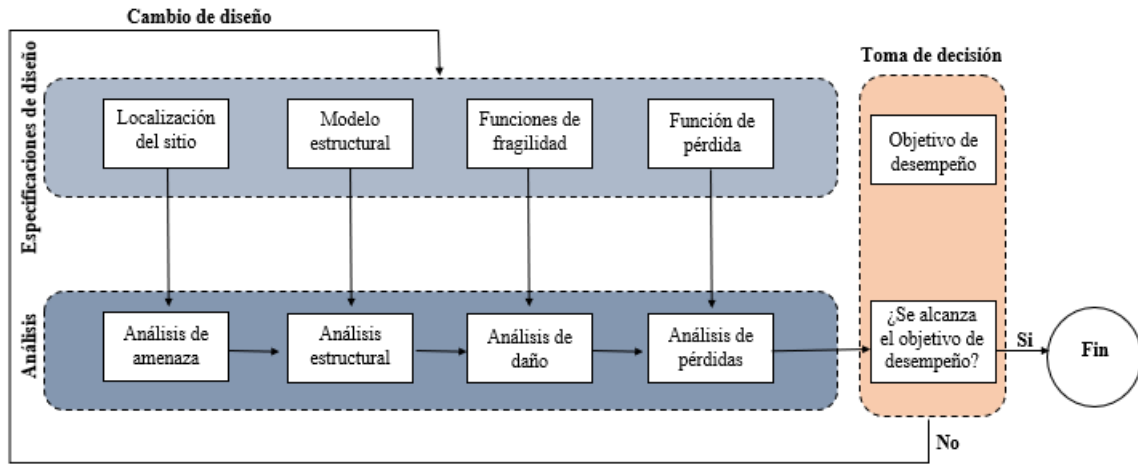 Cambio de diseño
Especificaciones de diseño
Toma de decisión
Localización
del sitio
Modelo
estructural
Funciones de
fragilidad
Función de
pérdida
Objetivo de
desempeño
Análisis
Análisis de
amenaza
Análisis
estructural
Análisis de
daño
Análisis de
pérdidas
¿Se alcanza
el objetivo de
desempeño?
Si
Fin
No